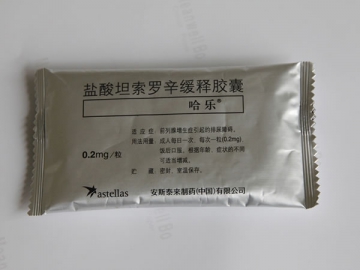 盐酸坦索罗辛缓释胶囊
哈乐®
适应症：前列腺增生症引起的排尿障碍。
用法用量：成人每日一次，每次一粒(0.2mg)
0.2mg/粒
饭后口服。根据年龄、症状的不同
可适当增减。
贮藏：密封，室温保存。
astellas
安斯泰来制药(中国)有限公司